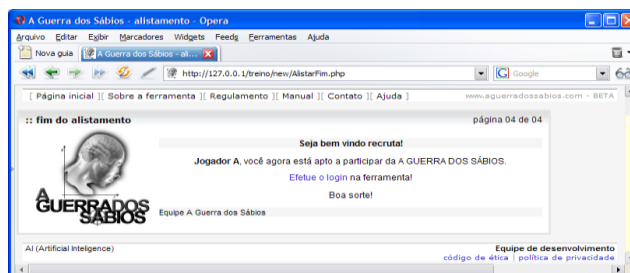 A Guerra dos Sábios - alistamento - Opera
Arquivo Editar Exibir Marcadores Widgets Feeds Ferramentas Ajuda
Nova guia A Guerra dos Sábios - ali...
http://127.0.0.1/treino/new/AlistarFim.php Google
[ Página inicial ][ Sobre a ferramenta ][ Regulamento ][ Manual ][ Contato ][ Ajuda ] www.aguerradossabios.com - BETA
:: fim do alistamento página 04 de 04
Seja bem vindo recruta!
Jogador A, você agora está apto a participar da A GUERRA DOS SÁBIOS.
Efetue o login na ferramenta!
Boa sorte!
A GUERRA DOS SÁBIOS
Equipe A Guerra dos Sábios
AI (Artificial Inteligence) Equipe de desenvolvimento
código de ética | política de privacidade